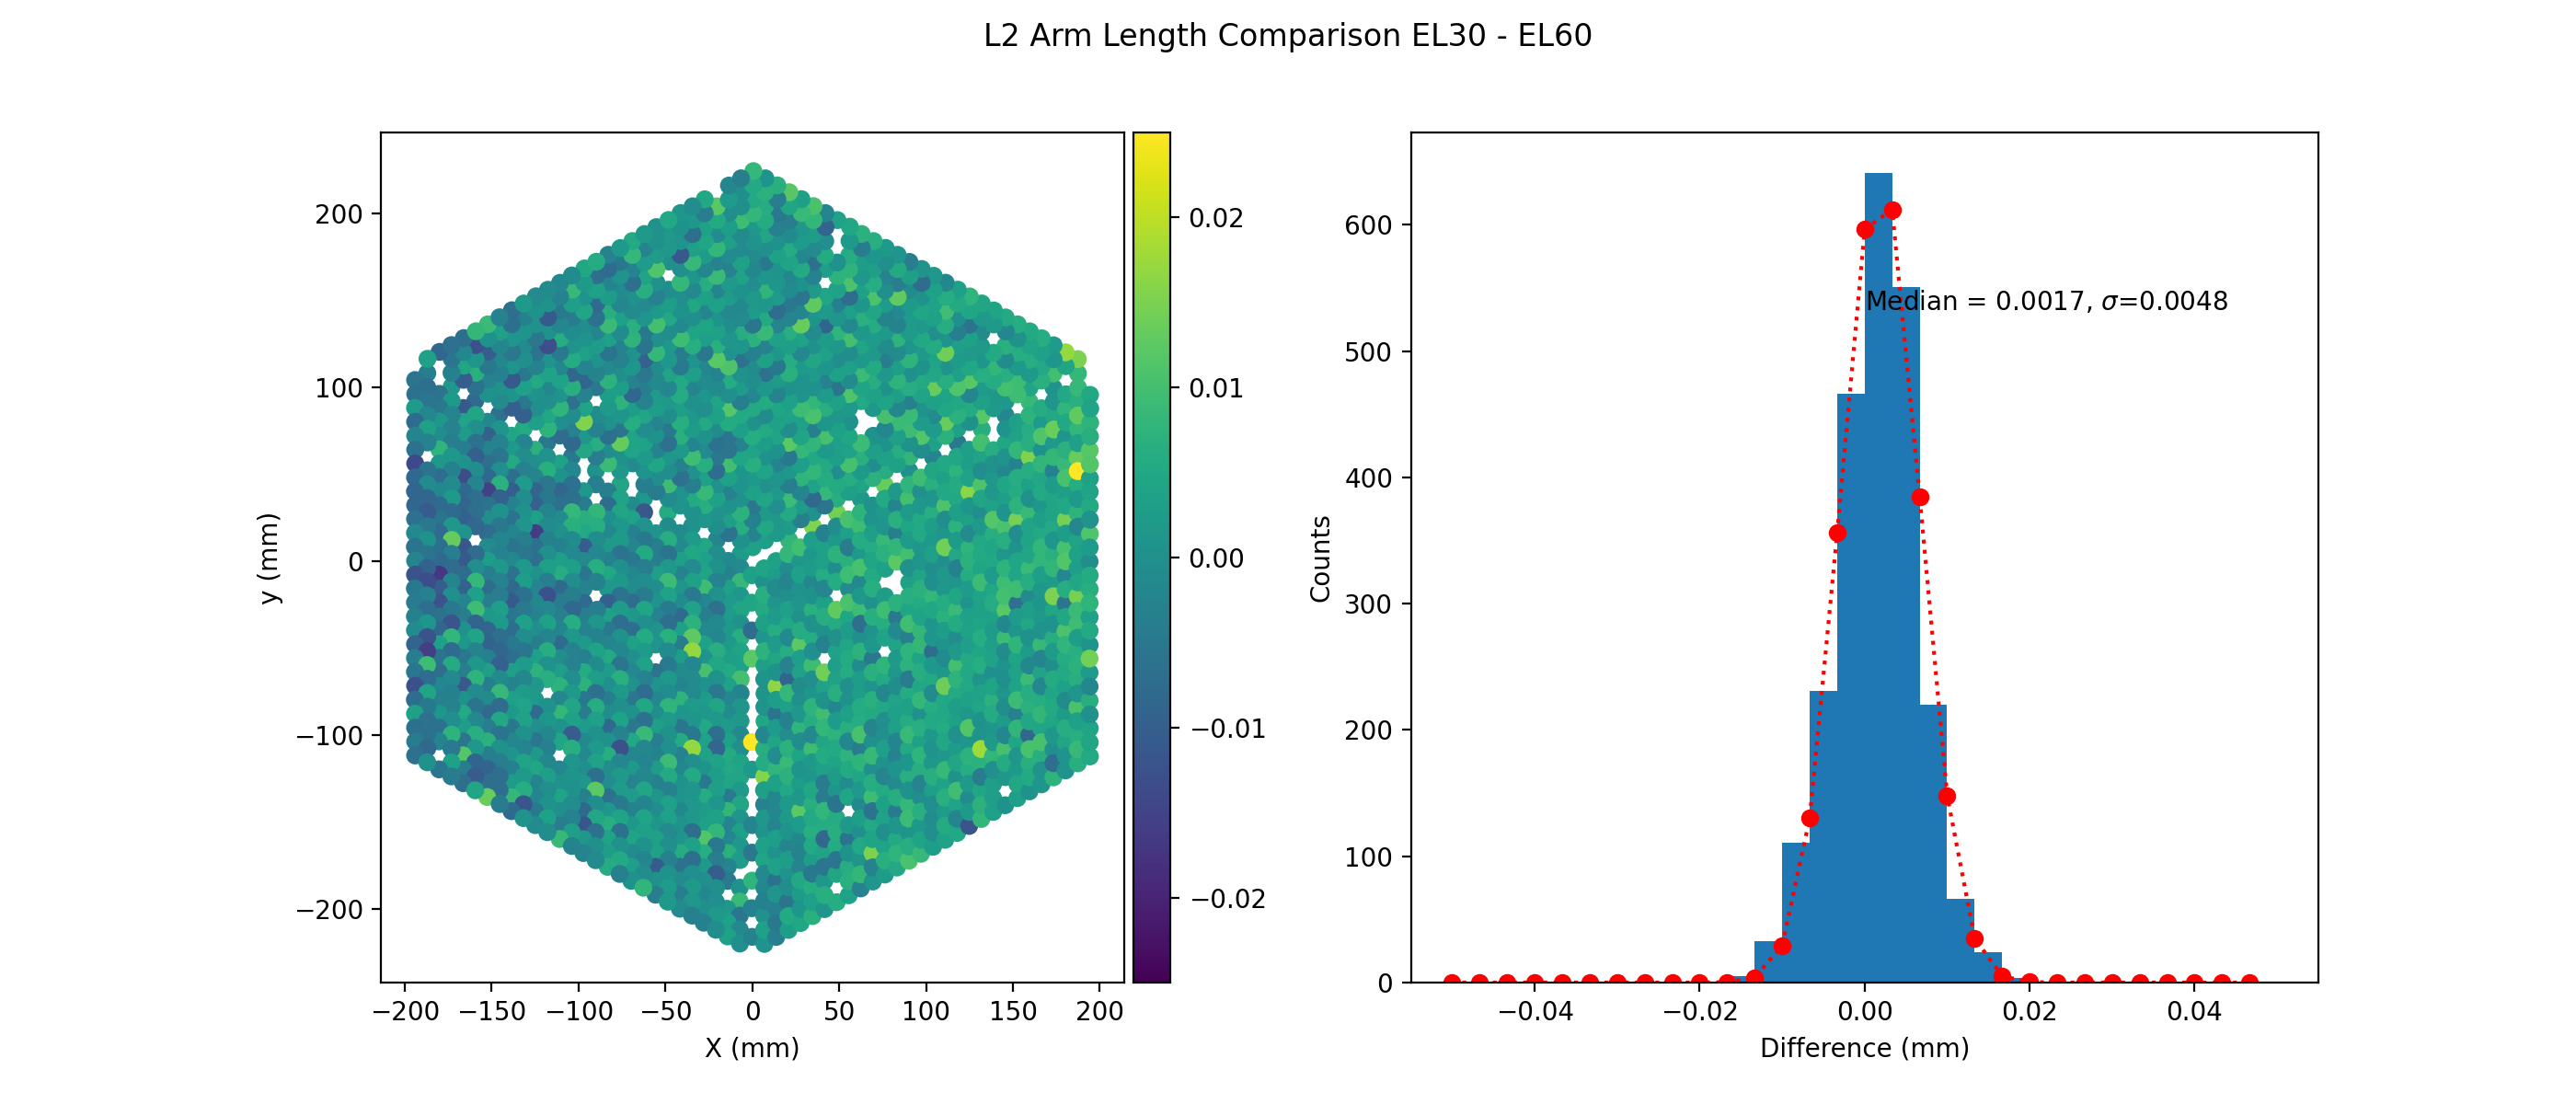 L2 Arm Length Comparison EL30 - EL60
200
100
0
−100
−200
y (mm)
−200 −150 −100 −50 0 50 100 150 200
X (mm)
0.02
0.01
0.00
−0.01
−0.02
600
500
400
300
200
100
0
Counts
Median = 0.0017, σ=0.0048
−0.04 −0.02 0.00 0.02 0.04
Difference (mm)